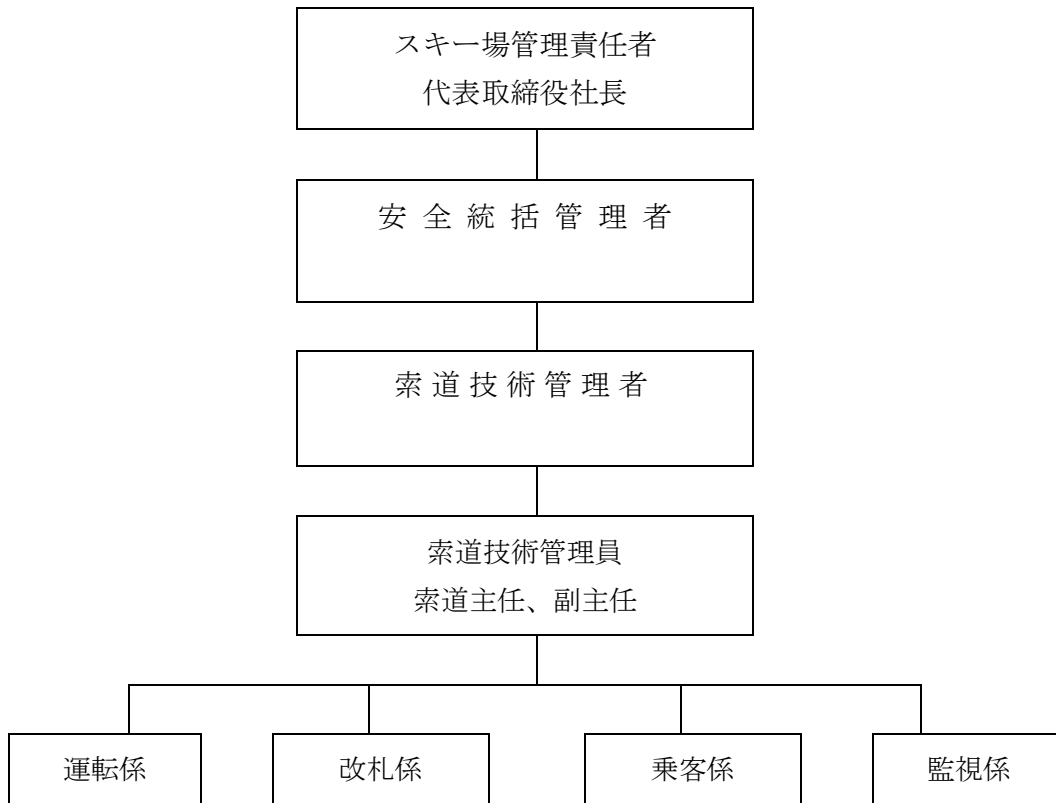 スキー場管理責任者
代表取締役社長
安全統括管理者
索道技術管理者
索道技術管理員
索道主任、副主任
運転係
改札係
乗客係
監視係